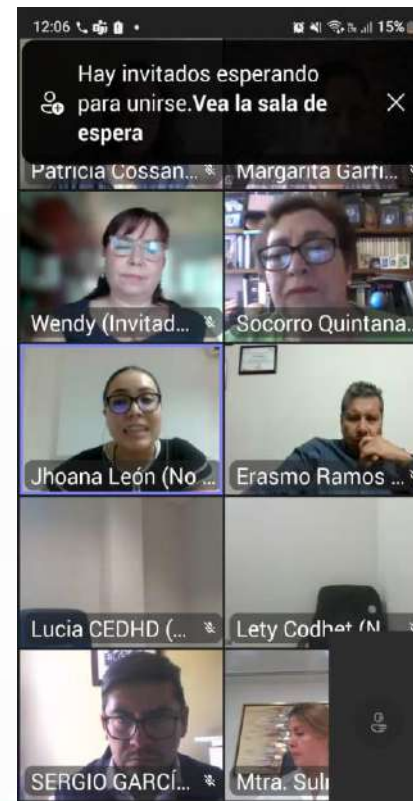 12:06
15%
Hay invitados esperando
para unirse.Vea la sala de
espera
Patricia Cossan...
Margarita Garfi...
Wendy (Invitad...
Socorro Quintana...
Jhoana León (No ...
Erasmo Ramos ...
Lucia CEDHD (...
Lety Codhet (N...
SERGIO GARCÍ...
Mtra. Sul